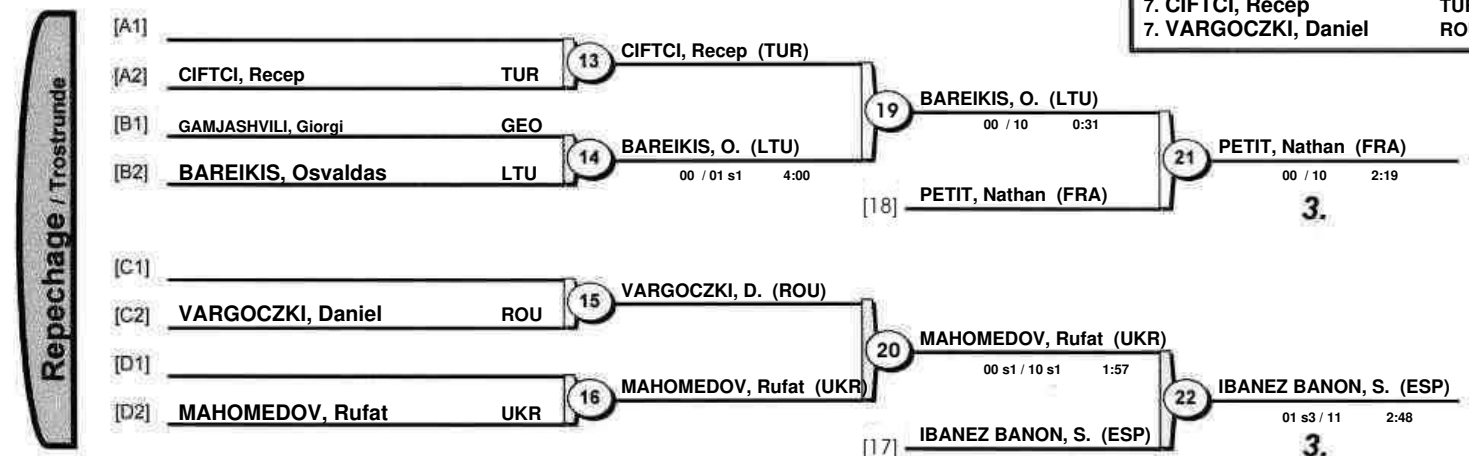 7. CIFTCI, Recep
7. VARGOCZKI, Daniel RO
Repechage / Trostrunde
[A1]
[A2] CIFTCI, Recep TUR
13
CIFTCI, Recep (TUR)
[B1] GAMJASHVILI, Giorgi GEO
[B2] BAREIKIS, Osvaldas LTU
14
BAREIKIS, O. (LTU)
00 / 01 s1 4:00
19
BAREIKIS, O. (LTU)
00 / 10 0:31
[18] PETIT, Nathan (FRA)
21
PETIT, Nathan (FRA)
00 / 10 2:19
3.
[C1]
[C2] VARGOCZKI, Daniel ROU
15
VARGOCZKI, D. (ROU)
[D1]
[D2] MAHOMEDOV, Rufat UKR
16
MAHOMEDOV, Rufat (UKR)
20
MAHOMEDOV, Rufat (UKR)
00 s1 / 10 s1 1:57
[17] IBANEZ BANON, S. (ESP)
22
IBANEZ BANON, S. (ESP)
01 s3 / 11 2:48
3.